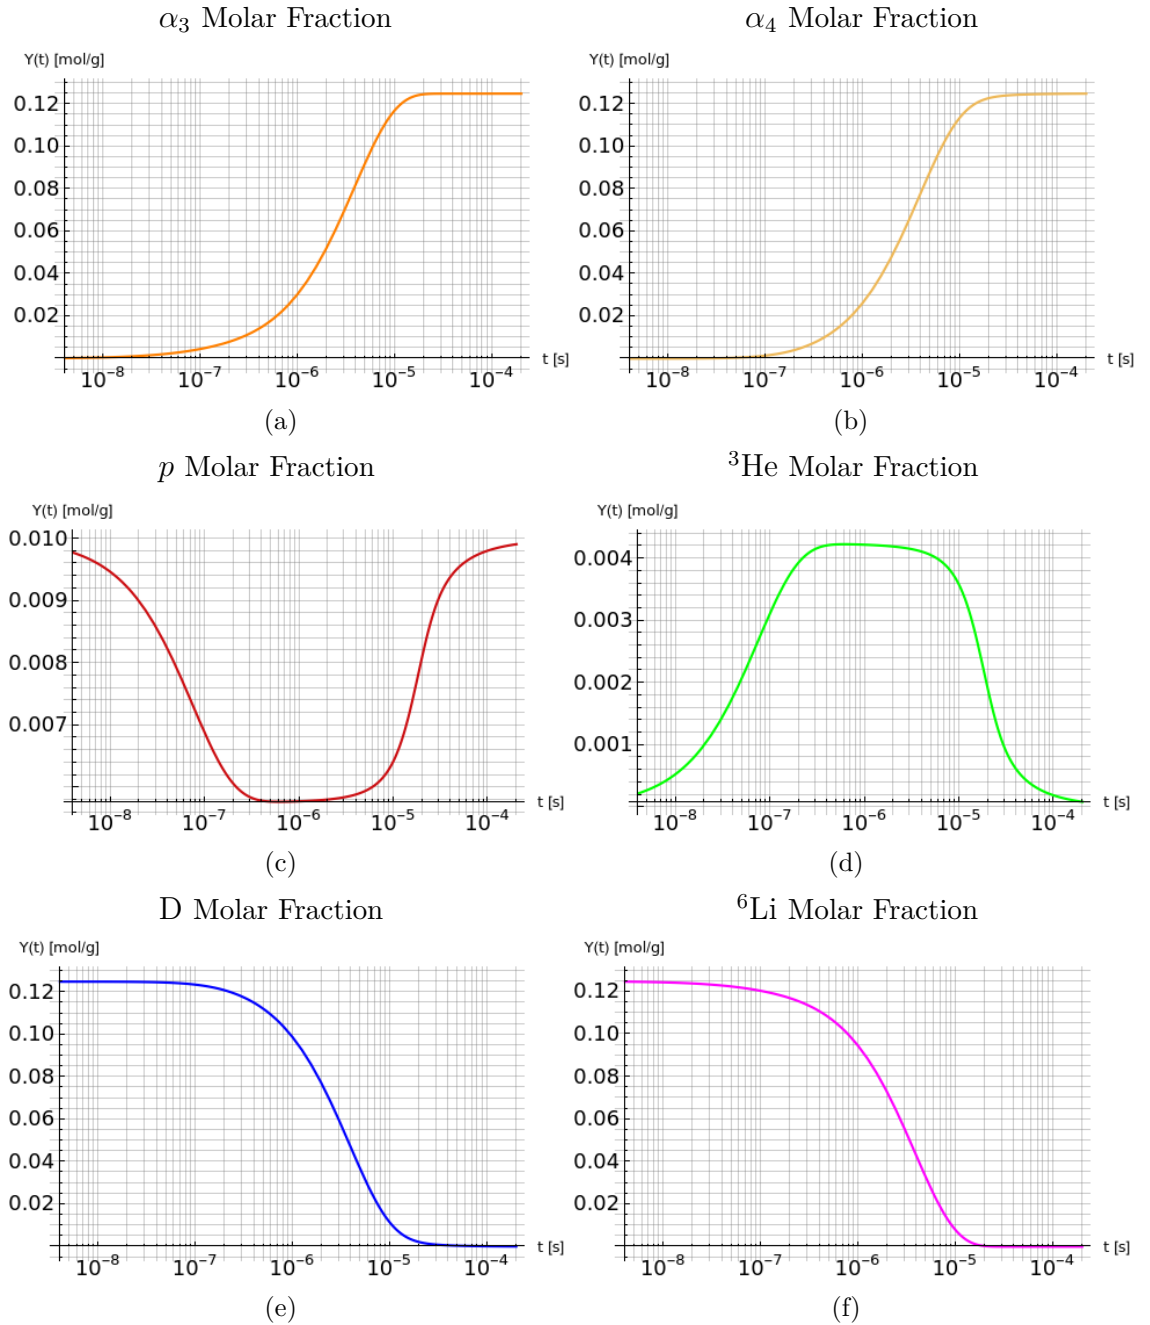 α₃ Molar Fraction
Y(t) [mol/g]
0.12
0.10
0.08
0.06
0.04
0.02
t [s]
10⁻⁸ 10⁻⁷ 10⁻⁶ 10⁻⁵ 10⁻⁴
(a)
α₄ Molar Fraction
Y(t) [mol/g]
0.12
0.10
0.08
0.06
0.04
0.02
t [s]
10⁻⁸ 10⁻⁷ 10⁻⁶ 10⁻⁵ 10⁻⁴
(b)
p Molar Fraction
Y(t) [mol/g]
0.010
0.009
0.008
0.007
t [s]
10⁻⁸ 10⁻⁷ 10⁻⁶ 10⁻⁵ 10⁻⁴
(c)
³He Molar Fraction
Y(t) [mol/g]
0.004
0.003
0.002
0.001
t [s]
10⁻⁸ 10⁻⁷ 10⁻⁶ 10⁻⁵ 10⁻⁴
(d)
D Molar Fraction
Y(t) [mol/g]
0.12
0.10
0.08
0.06
0.04
0.02
t [s]
10⁻⁸ 10⁻⁷ 10⁻⁶ 10⁻⁵ 10⁻⁴
(e)
⁶Li Molar Fraction
Y(t) [mol/g]
0.12
0.10
0.08
0.06
0.04
0.02
t [s]
10⁻⁸ 10⁻⁷ 10⁻⁶ 10⁻⁵ 10⁻⁴
(f)